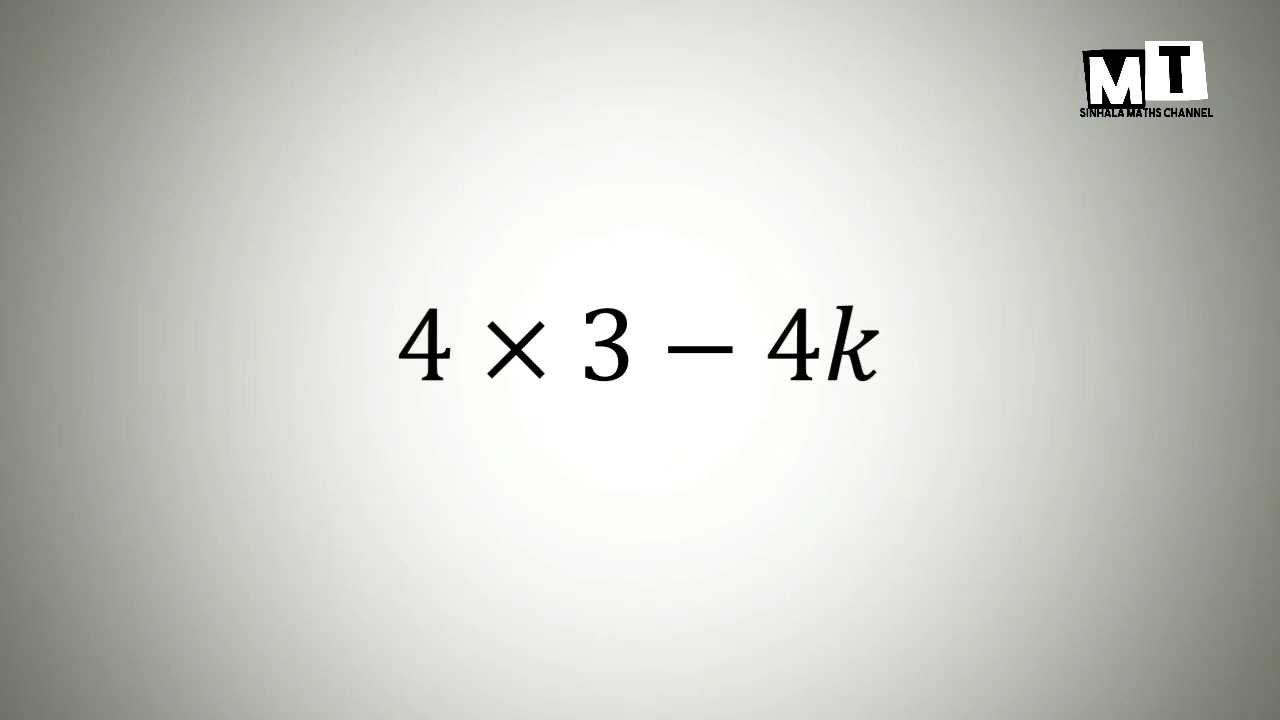 MT
SINHALA MATHS CHANNEL
4 × 3 − 4k